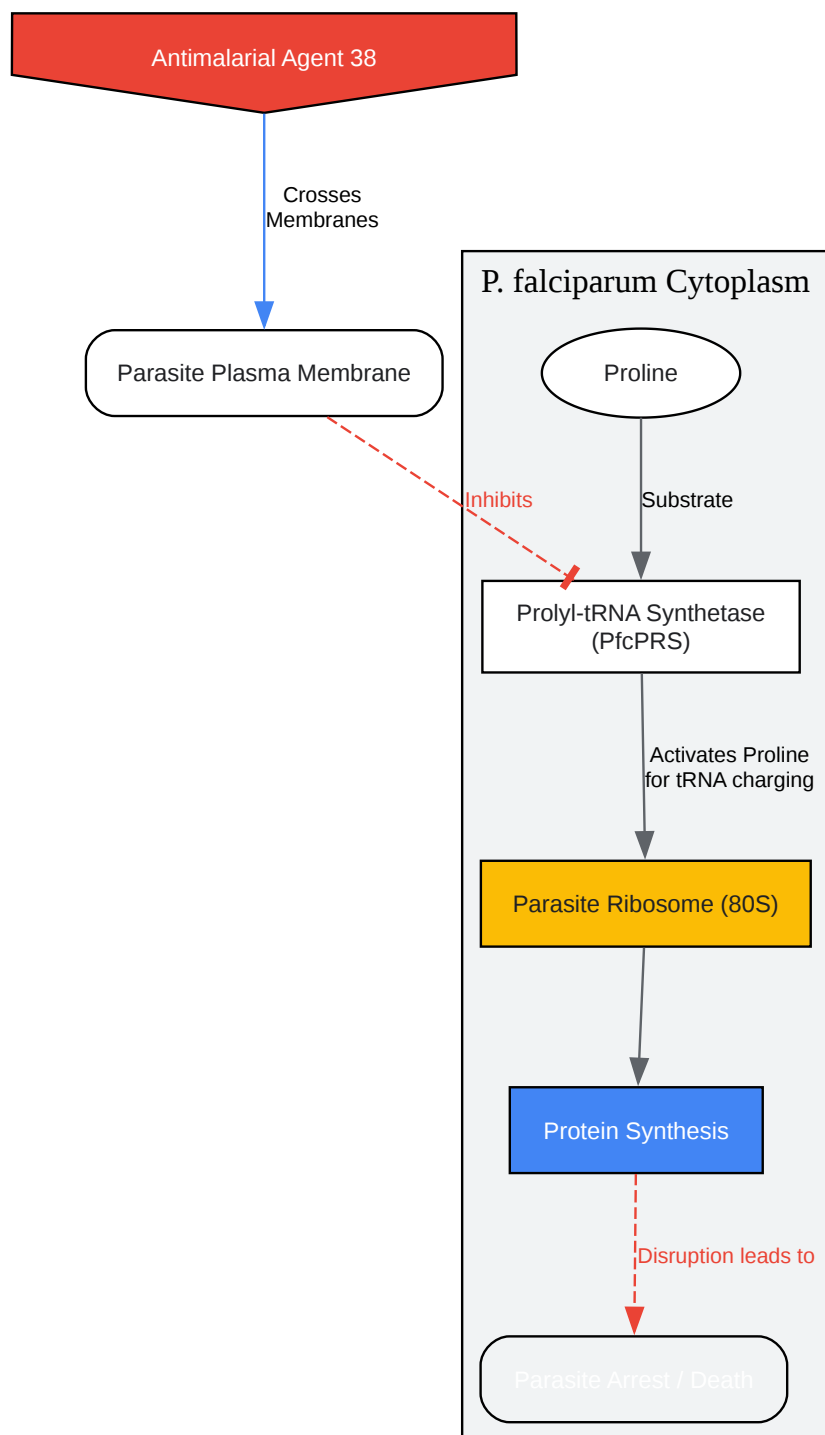 Antimalarial Agent 38
Crosses
Membranes
P. falciparum Cytoplasm
Parasite Plasma Membrane
Proline
Inhibits
Substrate
Prolyl-tRNA Synthetase
(PfcPRS)
Activates Proline
for tRNA charging
Parasite Ribosome (80S)
Protein Synthesis
Disruption leads to
Parasite Arrest / Death